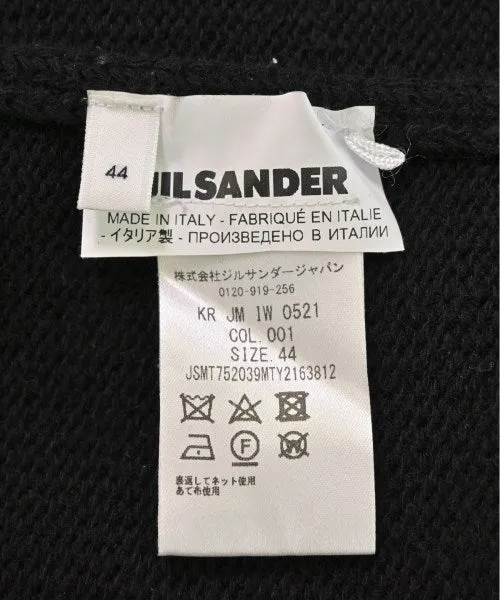 44
JIL SANDER
MADE IN ITALY - FABRIQUÉ EN ITALIE
- イタリア製 - ПРОИЗВЕДЕНО В ИТАЛИИ
株式会社ジルサンダージャパン
0120-919-256
KR JM IW 0521
COL.001
SIZE.44
JSMT752039MTY2163812
F
W
裏返してネット使用
あて布使用